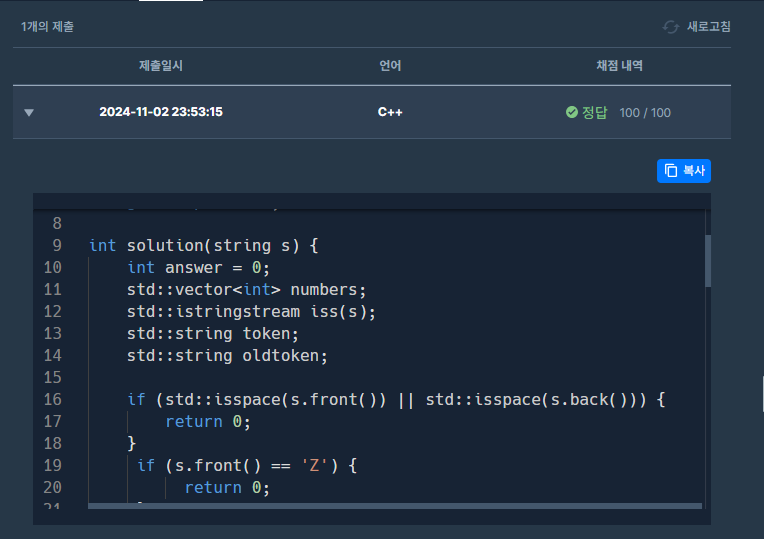 1개의 제출
새로고침
제출일시 언어 채점 내역
2024-11-02 23:53:15 C++ 정답 100 / 100
복사
8
9 int solution(string s) {
10 int answer = 0;
11 std::vector<int> numbers;
12 std::istringstream iss(s);
13 std::string token;
14 std::string oldtoken;
15
16 if (std::isspace(s.front()) || std::isspace(s.back())) {
17 return 0;
18 }
19 if (s.front() == 'Z') {
20 return 0;